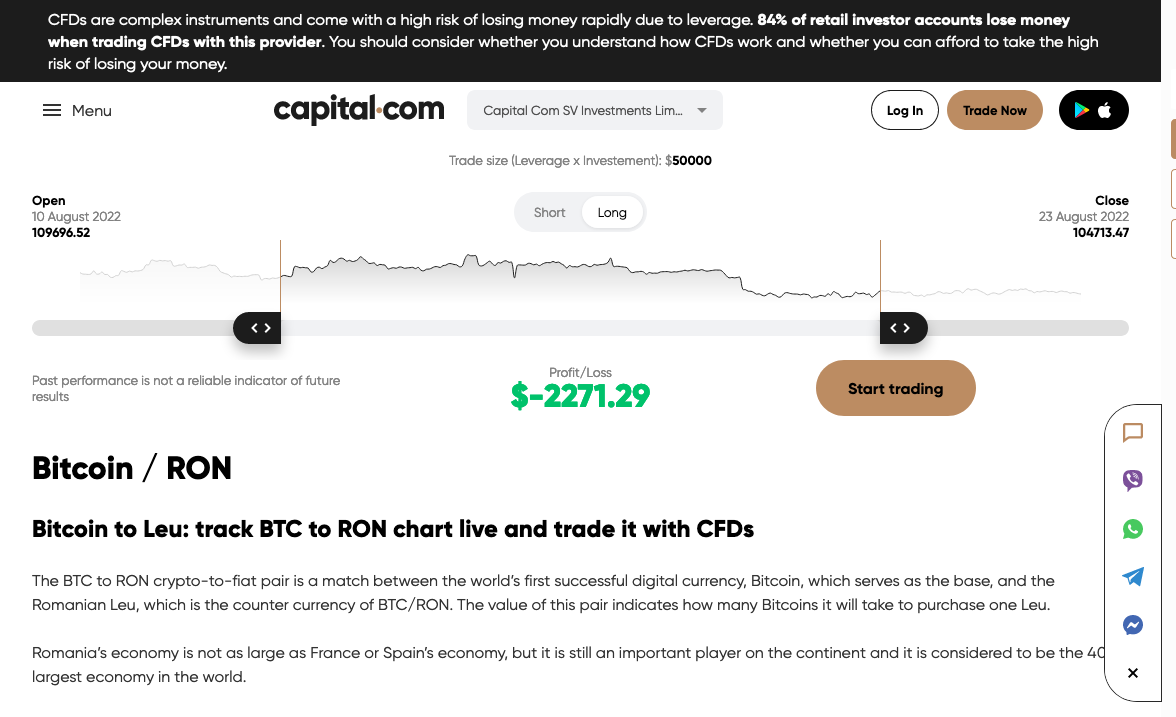 CFDs are complex instruments and come with a high risk of losing money rapidly due to leverage. 84% of retail investor accounts lose money
when trading CFDs with this provider. You should consider whether you understand how CFDs work and whether you can afford to take the high
risk of losing your money.
Menu
capital.com
Capital Com SV Investments Lim...
Log In
Trade Now
Trade size (Leverage x Investement): $50000
Open
10 August 2022
109696.52
Short
Long
Close
23 August 2022
104713.47
Past performance is not a reliable indicator of future
results
Profit/Loss
$-2271.29
Start trading
Bitcoin / RON
Bitcoin to Leu: track BTC to RON chart live and trade it with CFDs
The BTC to RON crypto-to-fiat pair is a match between the world's first successful digital currency, Bitcoin, which serves as the base, and the
Romanian Leu, which is the counter currency of BTC/RON. The value of this pair indicates how many Bitcoins it will take to purchase one Leu.
Romania's economy is not as large as France or Spain's economy, but it is still an important player on the continent and it is considered to be the 40
largest economy in the world.